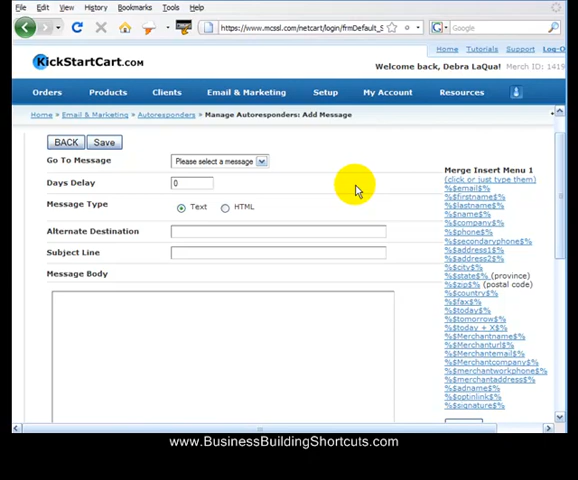 File Edit View History Bookmarks Tools Help
https://www.mcssl.com/netcart/login/frmDefault_S
Google
Home Tutorials Support Log-O
KICKSTARTCART.COM
Welcome back, Debra LaQua! Merch ID: 1419
Orders Products Clients Email & Marketing Setup My Account Resources
Home » Email & Marketing » Autoresponders » Manage Autoresponders: Add Message
BACK Save
Go To Message Please select a message
Days Delay 0
Message Type Text HTML
Alternate Destination
Subject Line
Message Body
Merge Insert Menu 1
(click or just type them)
%$email$%
%$firstname$%
%$lastname$%
%$name$%
%$company$%
%$phone$%
%$secondaryphone$%
%$address1$%
%$address2$%
%$city$%
%$state$% (province)
%$zip$% (postal code)
%$country$%
%$fax$%
%$today$%
%$tomorrow$%
%$today + X$%
%$Merchantname$%
%$Merchanturl$%
%$Merchantemail$%
%$Merchantcompany$%
%$merchantworkphone$%
%$merchantaddress$%
%$adname$%
%$optinlink$%
%$signature$%
www.BusinessBuildingShortcuts.com